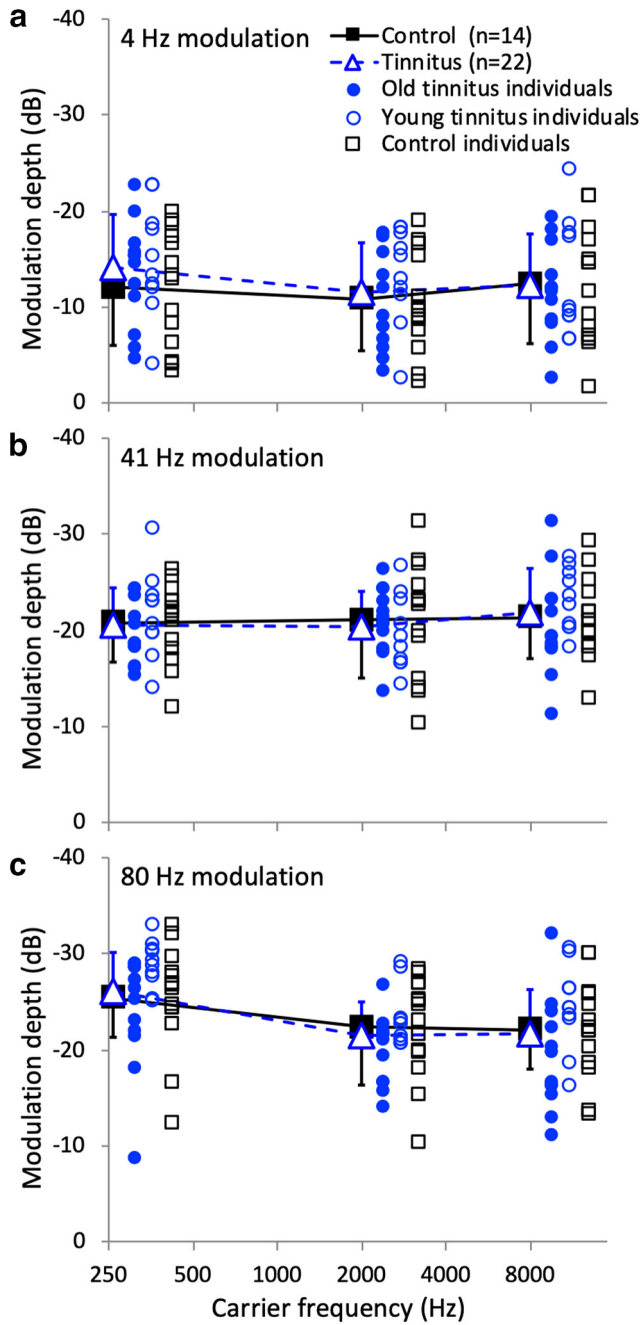 a
4 Hz modulation
Control (n=14)
Tinnitus (n=22)
Old tinnitus individuals
Young tinnitus individuals
Control individuals
Modulation depth (dB)
-40
-30
-20
-10
0
b
41 Hz modulation
Modulation depth (dB)
-40
-30
-20
-10
0
c
80 Hz modulation
Modulation depth (dB)
-40
-30
-20
-10
0
250 500 1000 2000 4000 8000
Carrier frequency (Hz)